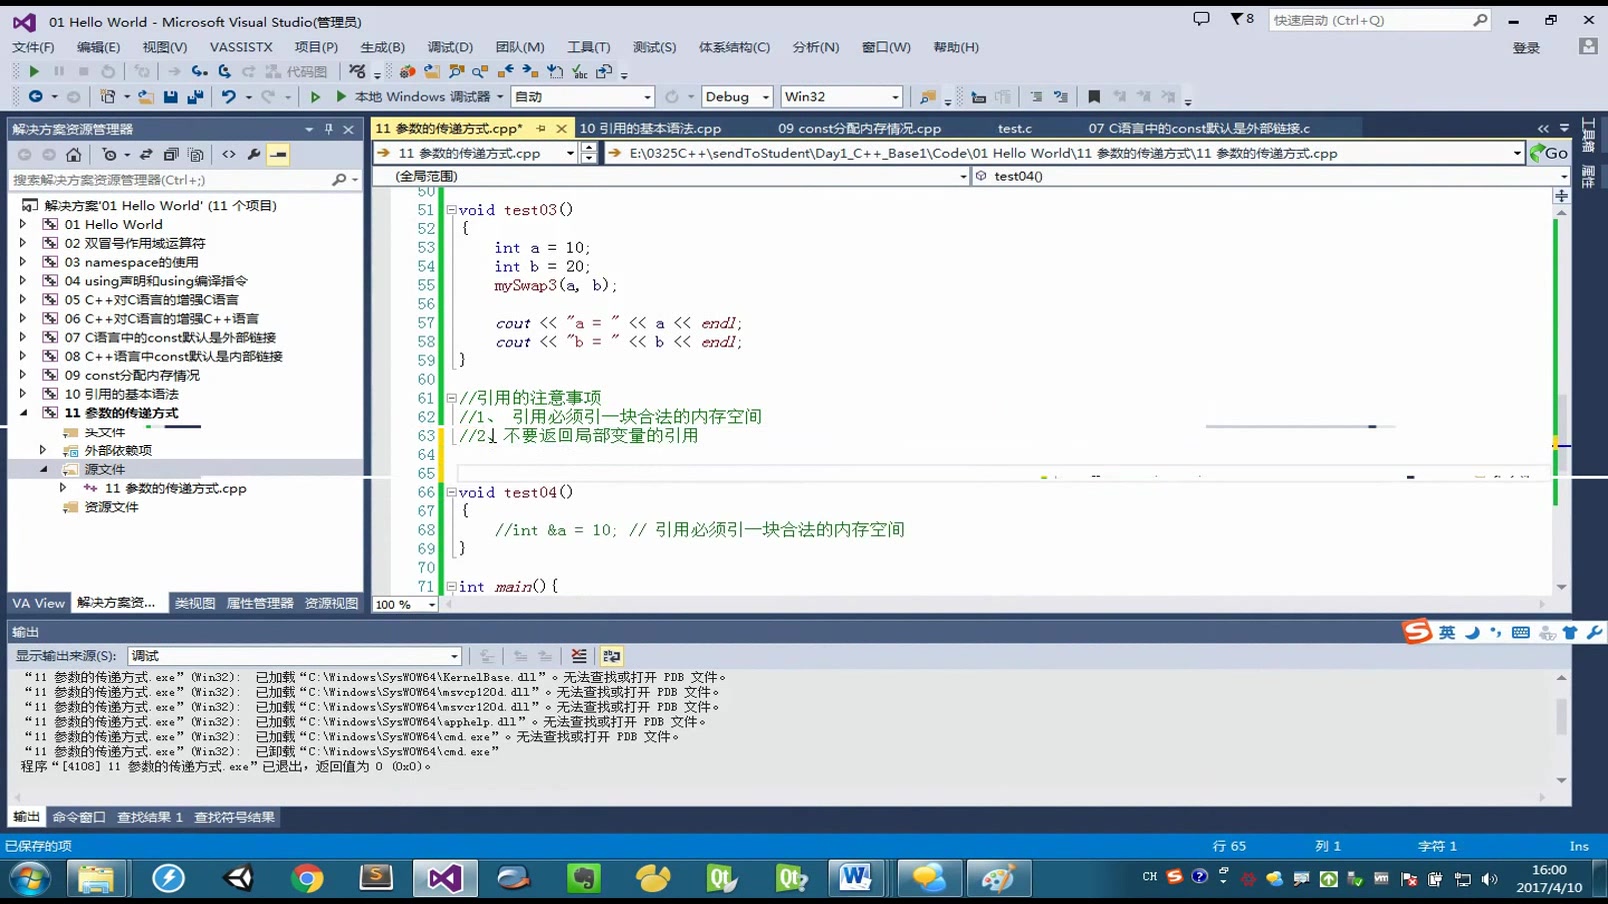 01 Hello World - Microsoft Visual Studio(管理员)
8
快速启动 (Ctrl+Q)
文件(F) 编辑(E) 视图(V) VASSISTX 项目(P) 生成(B) 调试(D) 团队(M) 工具(T) 测试(S) 体系结构(C) 分析(N) 窗口(W) 帮助(H)
登录
代码图
本地 Windows 调试器 自动 Debug Win32
解决方案资源管理器
搜索解决方案资源管理器(Ctrl+;)
解决方案'01 Hello World' (11 个项目)
01 Hello World
02 双冒号作用域运算符
03 namespace的使用
04 using声明和using编译指令
05 C++对C语言的增强C语言
06 C++对C语言的增强C++语言
07 C语言中的const默认是外部链接
08 C++语言中const默认是内部链接
09 const分配内存情况
10 引用的基本语法
11 参数的传递方式
头文件
外部依赖项
源文件
11 参数的传递方式.cpp
资源文件
VA View 解决方案资... 类视图 属性管理器 资源视图
11 参数的传递方式.cpp* 10 引用的基本语法.cpp 09 const分配内存情况.cpp test.c 07 C语言中的const默认是外部链接.c
11 参数的传递方式.cpp E:\0325C++\sendToStudent\Day1_C++_Base1\Code\01 Hello World\11 参数的传递方式\11 参数的传递方式.cpp Go
(全局范围) test04()
50
51 void test03()
52 {
53 int a = 10;
54 int b = 20;
55 mySwap3(a, b);
56
57 cout << "a = " << a << endl;
58 cout << "b = " << b << endl;
59 }
60
61 //引用的注意事项
62 //1、 引用必须引一块合法的内存空间
63 //2、不要返回局部变量的引用
64
65
66 void test04()
67 {
68 //int &a = 10; // 引用必须引一块合法的内存空间
69 }
70
71 int main(){
100 %
工具箱
属性
英
输出
显示输出来源(S): 调试
“11 参数的传递方式.exe”(Win32): 已加载“C:\Windows\SysWOW64\KernelBase.dll”。无法查找或打开 PDB 文件。
“11 参数的传递方式.exe”(Win32): 已加载“C:\Windows\SysWOW64\msvcp120d.dll”。无法查找或打开 PDB 文件。
“11 参数的传递方式.exe”(Win32): 已加载“C:\Windows\SysWOW64\msvcr120d.dll”。无法查找或打开 PDB 文件。
“11 参数的传递方式.exe”(Win32): 已加载“C:\Windows\SysWOW64\apphelp.dll”。无法查找或打开 PDB 文件。
“11 参数的传递方式.exe”(Win32): 已加载“C:\Windows\SysWOW64\cmd.exe”。无法查找或打开 PDB 文件。
“11 参数的传递方式.exe”(Win32): 已卸载“C:\Windows\SysWOW64\cmd.exe”
程序“[4108] 11 参数的传递方式.exe”已退出，返回值为 0 (0x0)。
输出 命令窗口 查找结果 1 查找符号结果
已保存的项 行 65 列 1 字符 1 Ins
CH
16:00
2017/4/10